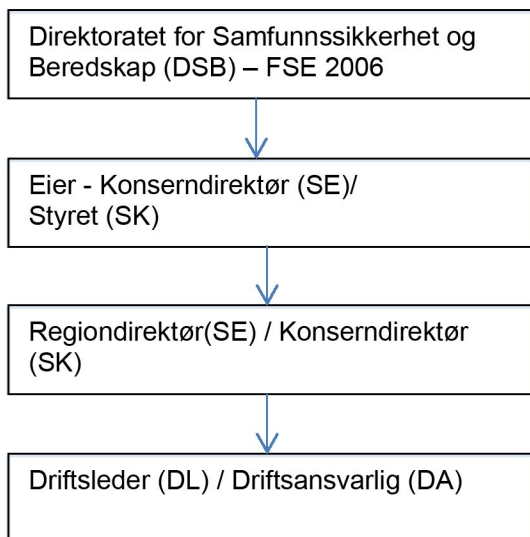 Direktoratet for Samfunnssikkerhet og
Beredskap (DSB) – FSE 2006
Eier - Konserndirektør (SE)/
Styret (SK)
Regiondirektør(SE) / Konserndirektør
(SK)
Driftsleder (DL) / Driftsansvarlig (DA)